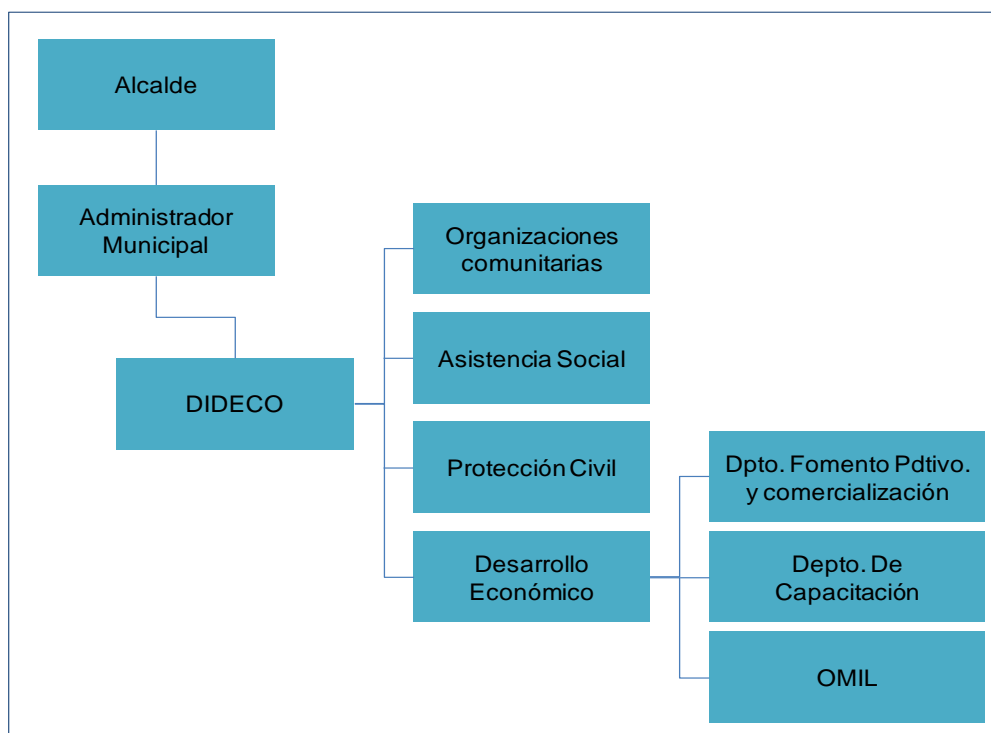 Alcalde
Administrador
Municipal
DIDECO
Organizaciones
comunitarias
Asistencia Social
Protección Civil
Desarrollo
Económico
Dpto. Fomento Pdtivo.
y comercialización
Depto. De
Capacitación
OMIL